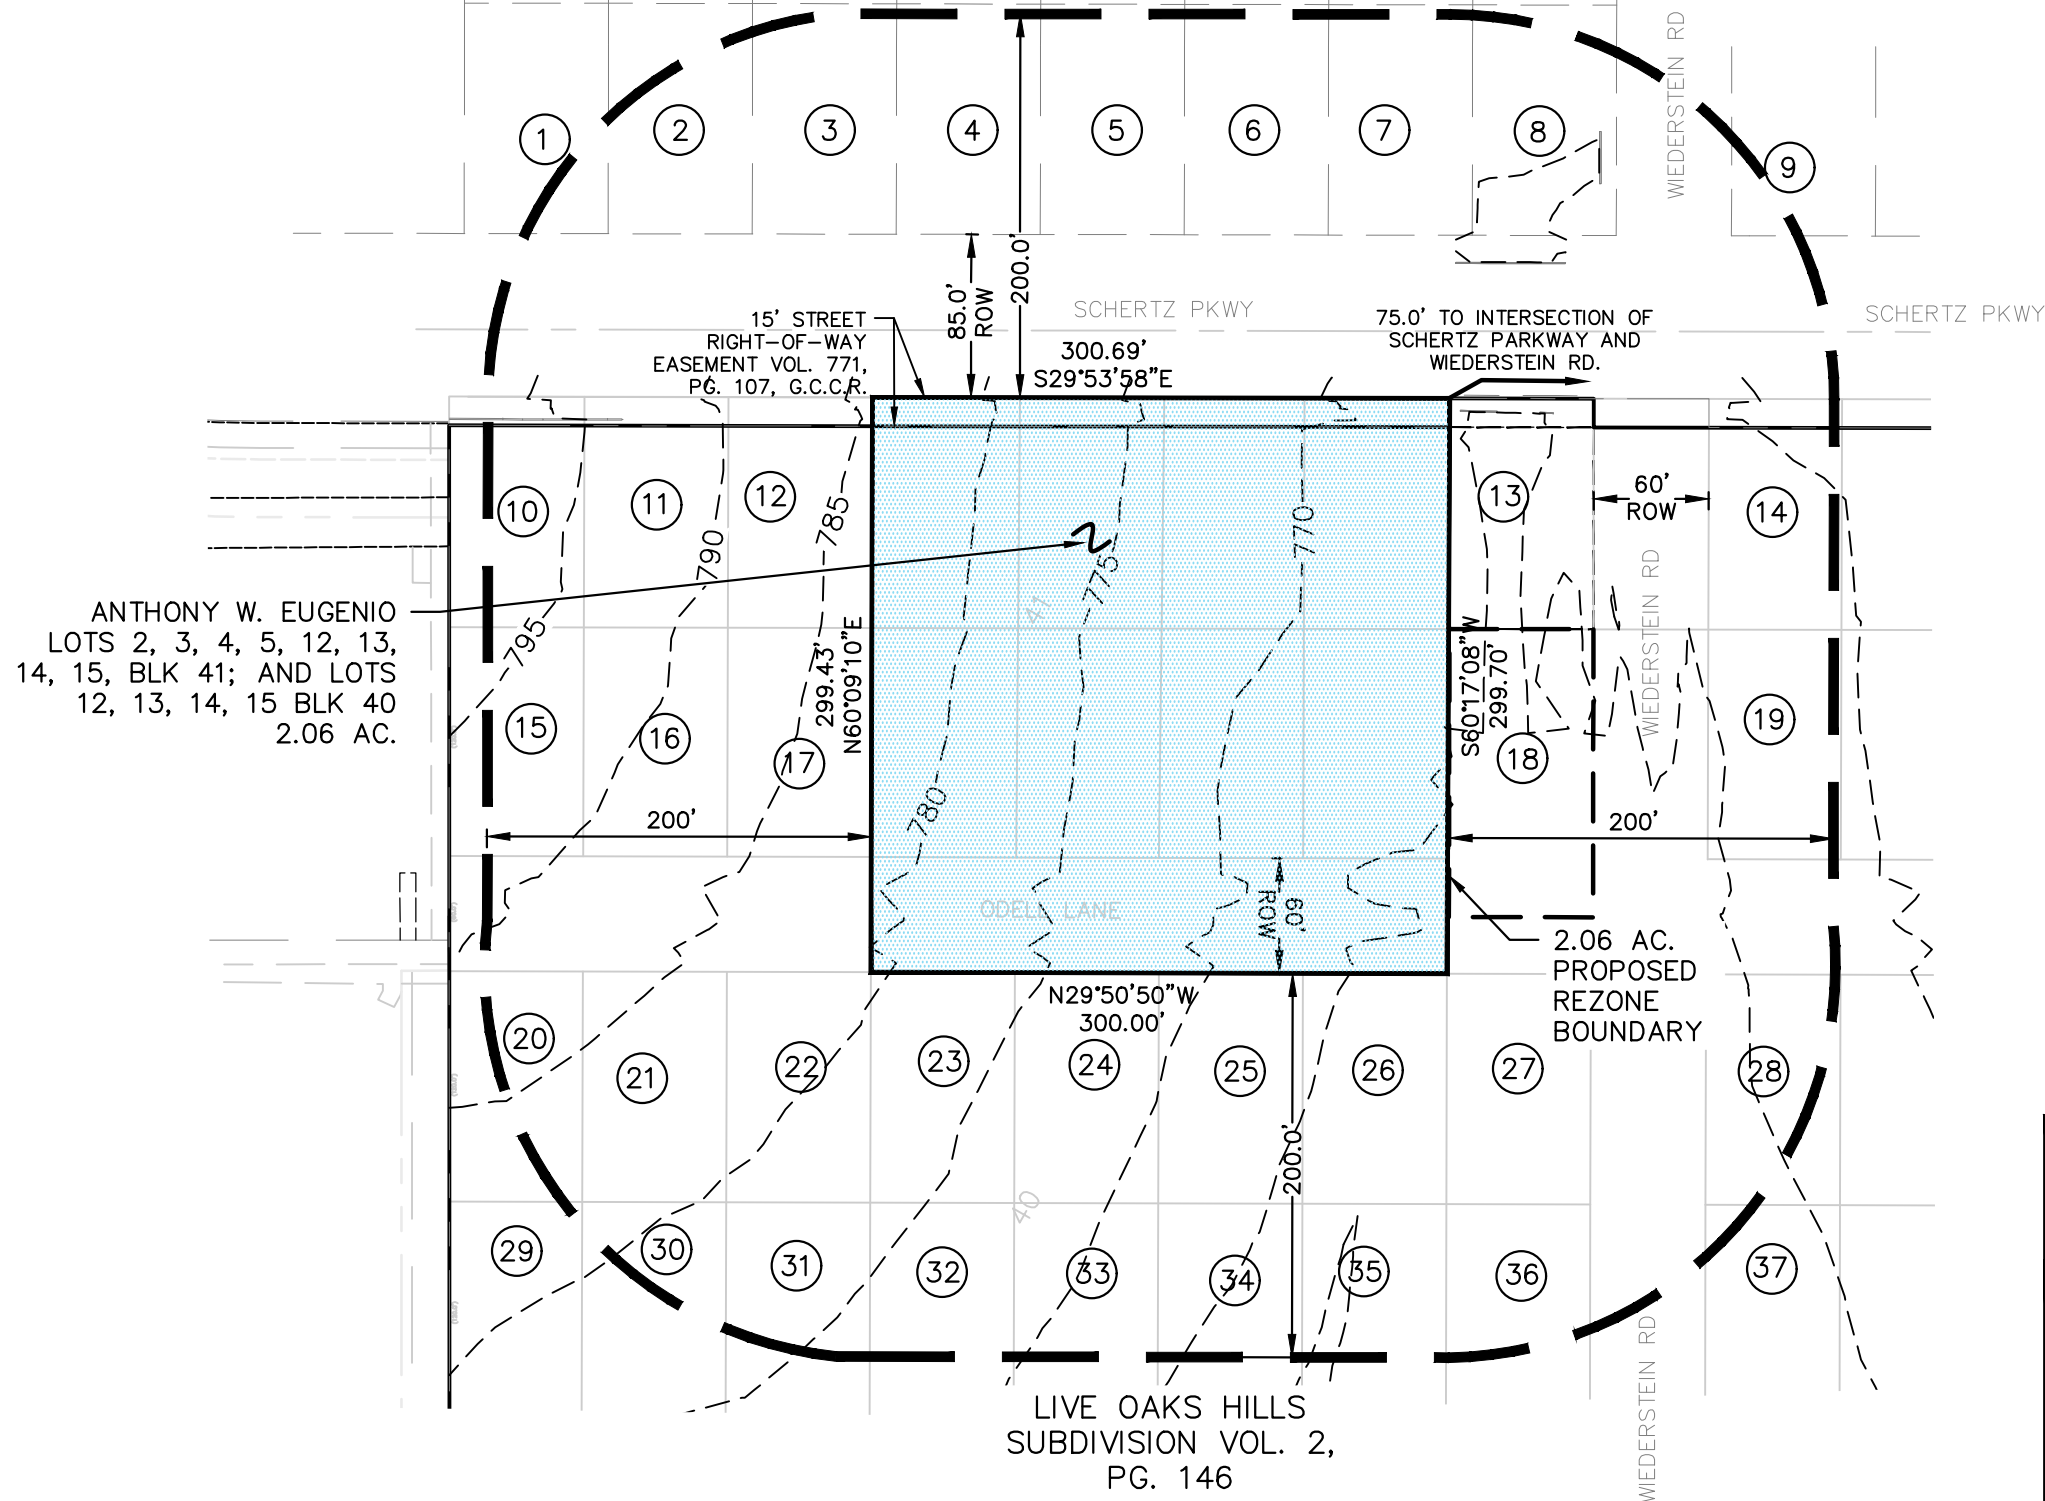 WIEDERSTEIN RD
1
2
3
4
5
6
7
8
9
200.0'
85.0'
ROW
SCHERTZ PKWY
SCHERTZ PKWY
15' STREET
RIGHT-OF-WAY
EASEMENT VOL. 771,
PG. 107, G.C.C.R.
300.69'
S29°53'58"E
75.0' TO INTERSECTION OF
SCHERTZ PARKWAY AND
WIEDERSTEIN RD.
10
11
12
13
14
60'
ROW
795
790
785
780
775
770
41
WIEDERSTEIN RD
ANTHONY W. EUGENIO
LOTS 2, 3, 4, 5, 12, 13,
14, 15, BLK 41; AND LOTS
12, 13, 14, 15 BLK 40
2.06 AC.
299.43'
N60°09'10"E
S60°17'08"W
299.70'
15
16
17
18
19
200'
200'
ODELL LANE
60'
ROW
2.06 AC.
PROPOSED
REZONE
BOUNDARY
N29°50'50"W
300.00'
20
21
22
23
24
25
26
27
28
200.0'
40
29
30
31
32
33
34
35
36
37
WIEDERSTEIN RD
LIVE OAKS HILLS
SUBDIVISION VOL. 2,
PG. 146